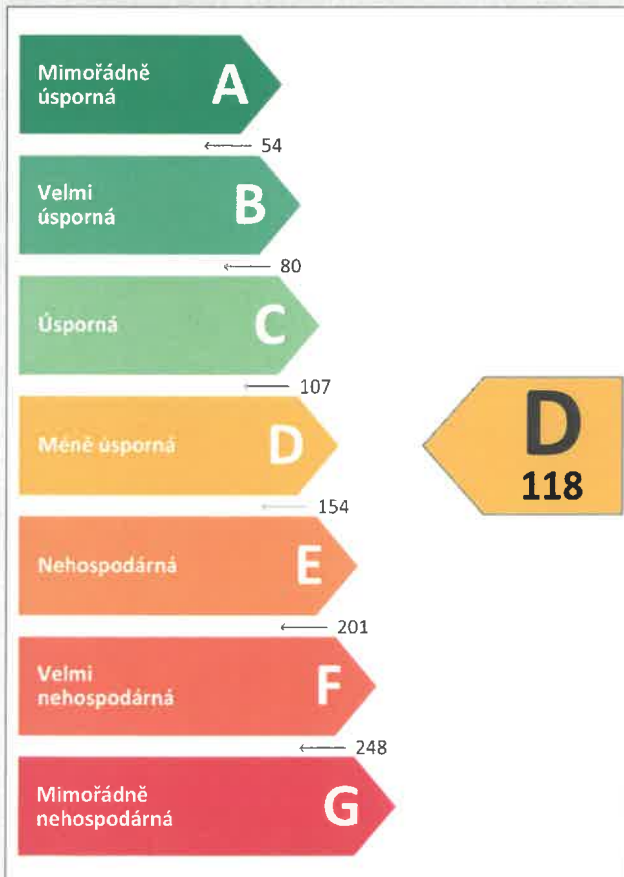 Mimořádně
úsporná
A
54
Velmi
úsporná
B
80
Úsporná
C
107
Méně úsporná
D
154
D
118
Nehospodárná
E
201
Velmi
nehospodárná
F
248
Mimořádně
nehospodárná
G